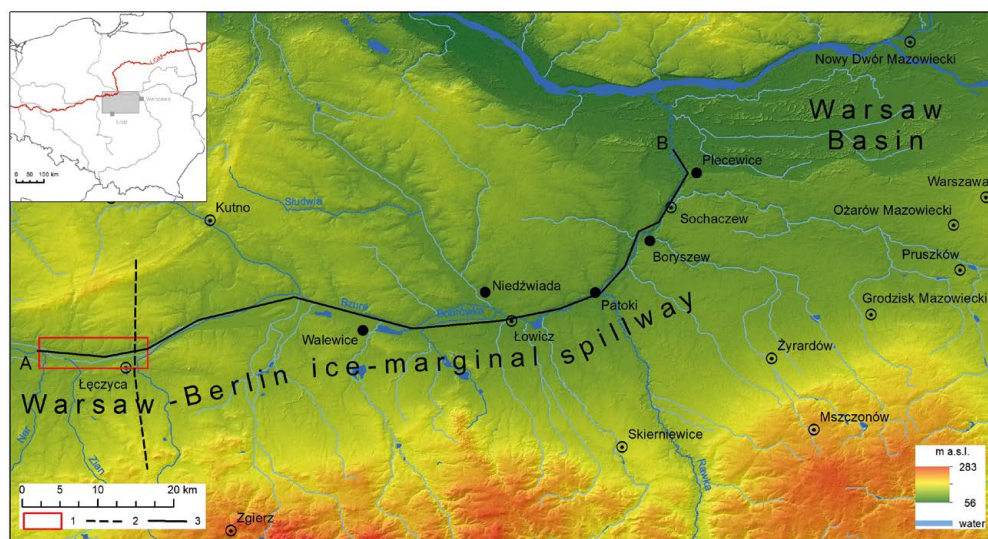 LGM
Warszawa
Łódź
0 50 100 km
Nowy Dwór Mazowiecki
Warsaw
Basin
B
Plecewice
Warszawa
Kutno
Słudwia
Sochaczew
Ożarów Mazowiecki
Boryszew
Pruszków
Niedźwiada
Patoki
Grodzisk Mazowiecki
Bzura
Bobrówka
Walewice
Łowicz
Żyrardów
A
Łęczyca
Warsaw-Berlin ice-marginal spillway
Mszczonów
Skierniewice
Ner
Zian
Rawka
Zgierz
0 5 10 20 km
1 2 3
m a.s.l.
283
56
water